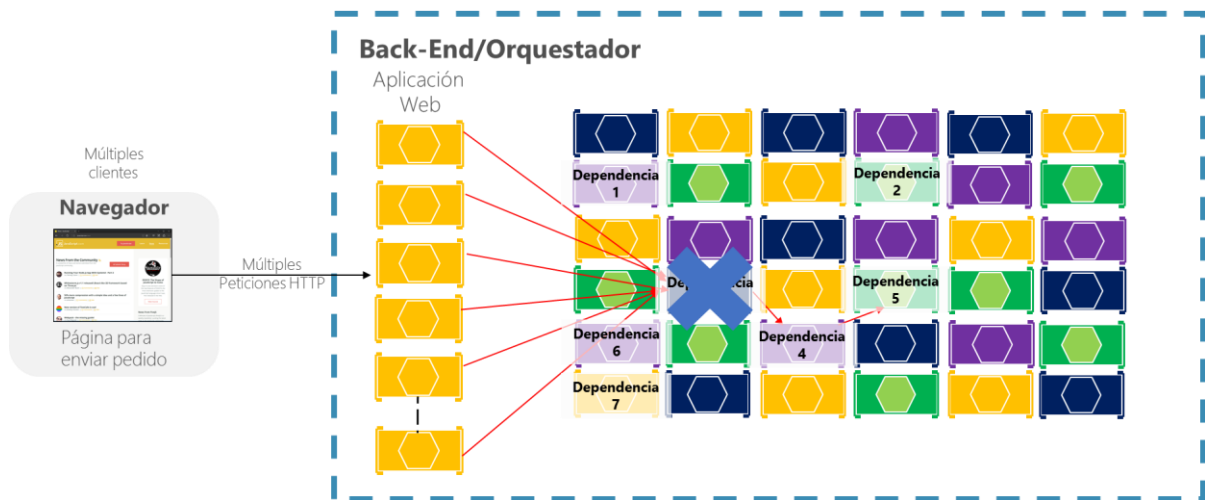 Back-End/Orquestador
Aplicación
Web
Múltiples
clientes
Navegador
Múltiples
Peticiones HTTP
Página para
enviar pedido
Dependencia
1
Dependencia
2
Dependencia
5
Dependencia
6
Dependencia
4
Dependencia
7